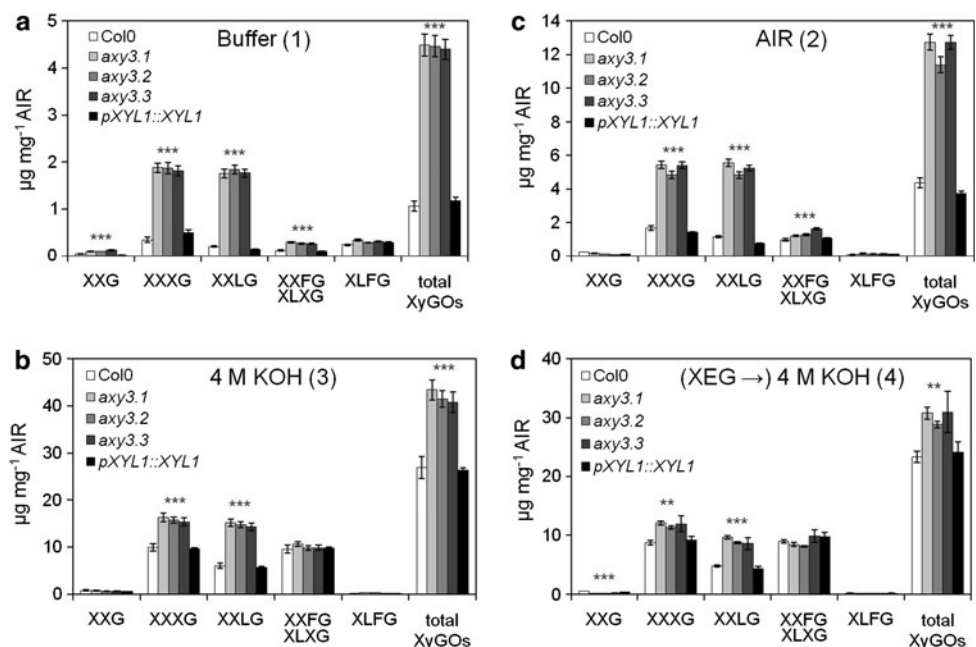 a
Buffer (1)
Col0
axy3.1
axy3.2
axy3.3
pXYL1::XYL1
µg mg⁻¹ AIR
5
4
3
2
1
0
***
***
***
***
***
XXG
XXXG
XXLG
XXFG
XLXG
XLFG
total
XyGOs
c
AIR (2)
Col0
axy3.1
axy3.2
axy3.3
pXYL1::XYL1
µg mg⁻¹ AIR
14
12
10
8
6
4
2
0
***
***
***
***
XXG
XXXG
XXLG
XXFG
XLXG
XLFG
total
XyGOs
b
4 M KOH (3)
Col0
axy3.1
axy3.2
axy3.3
pXYL1::XYL1
µg mg⁻¹ AIR
50
40
30
20
10
0
***
***
***
XXG
XXXG
XXLG
XXFG
XLXG
XLFG
total
XyGOs
d
(XEG →) 4 M KOH (4)
Col0
axy3.1
axy3.2
axy3.3
pXYL1::XYL1
µg mg⁻¹ AIR
40
30
20
10
0
***
**
***
**
XXG
XXXG
XXLG
XXFG
XLXG
XLFG
total
XyGOs